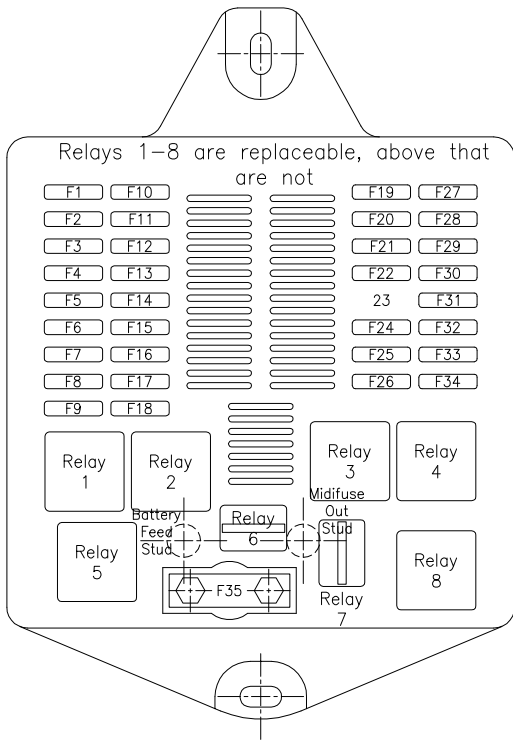 Relays 1-8 are replaceable, above that
are not
F1 F10 F19 F27
F2 F11 F20 F28
F3 F12 F21 F29
F4 F13 F22 F30
F5 F14 23 F31
F6 F15 F24 F32
F7 F16 F25 F33
F8 F17 F26 F34
F9 F18
Relay
1
Relay
2
Relay
3
Relay
4
Battery
Feed
Stud
Relay
6
Midifuse
Out
Stud
Relay
5
F35
Relay
7
Relay
8